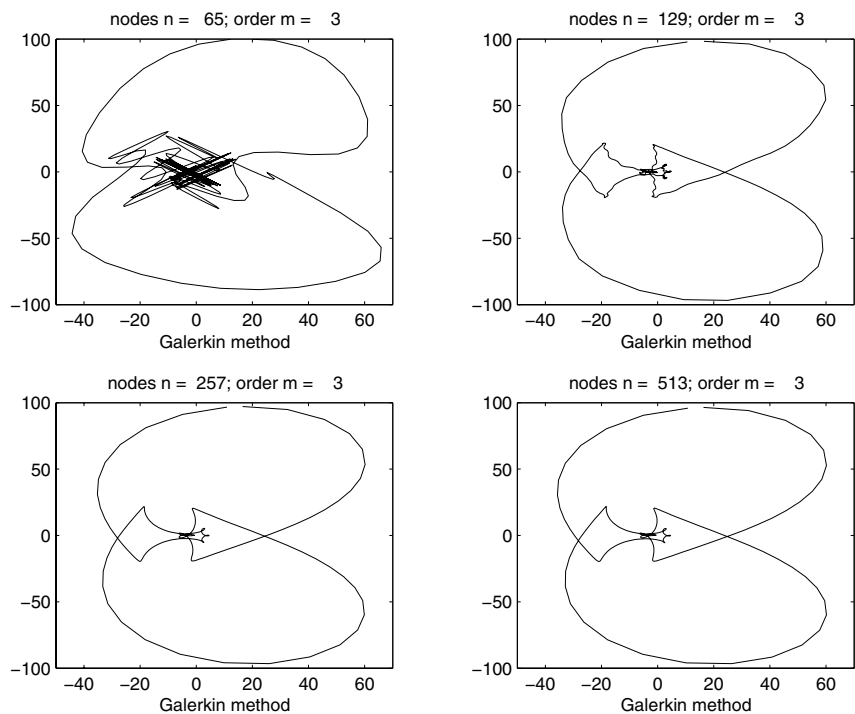 nodes n = 65; order m = 3
100
50
0
−50
−100
−40 −20 0 20 40 60
Galerkin method
nodes n = 129; order m = 3
100
50
0
−50
−100
−40 −20 0 20 40 60
Galerkin method
nodes n = 257; order m = 3
100
50
0
−50
−100
−40 −20 0 20 40 60
Galerkin method
nodes n = 513; order m = 3
100
50
0
−50
−100
−40 −20 0 20 40 60
Galerkin method